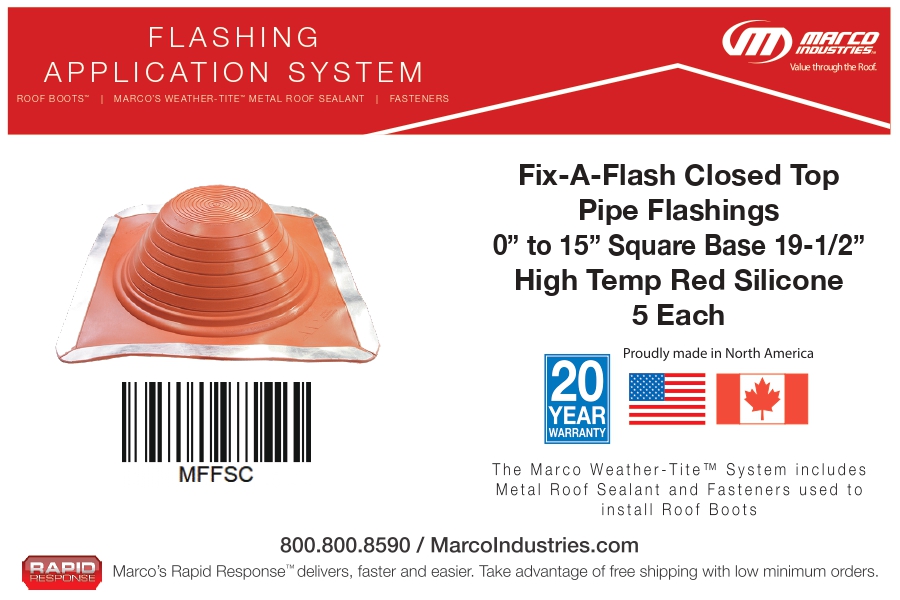 FLASHING
APPLICATION SYSTEM
ROOF BOOTS™ | MARCO'S WEATHER-TITE™ METAL ROOF SEALANT | FASTENERS
MARCO
INDUSTRIES™
Value through the Roof.
Fix-A-Flash Closed Top
Pipe Flashings
0” to 15” Square Base 19-1/2”
High Temp Red Silicone
5 Each
Proudly made in North America
20
YEAR
WARRANTY
MFFSC
The Marco Weather-Tite™ System includes
Metal Roof Sealant and Fasteners used to
install Roof Boots
800.800.8590 / MarcoIndustries.com
RAPID
RESPONSE
Marco’s Rapid Response™ delivers, faster and easier. Take advantage of free shipping with low minimum orders.